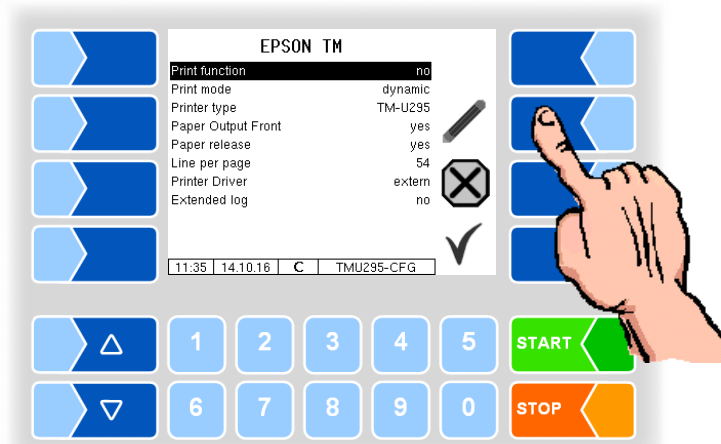 EPSON TM
Print function no
Print mode dynamic
Printer type TM-U295
Paper Output Front yes
Paper release yes
Line per page 54
Printer Driver extern
Extended log no
11:35 14.10.16 C TMU295-CFG
1 2 3 4 5 START
6 7 8 9 0 STOP